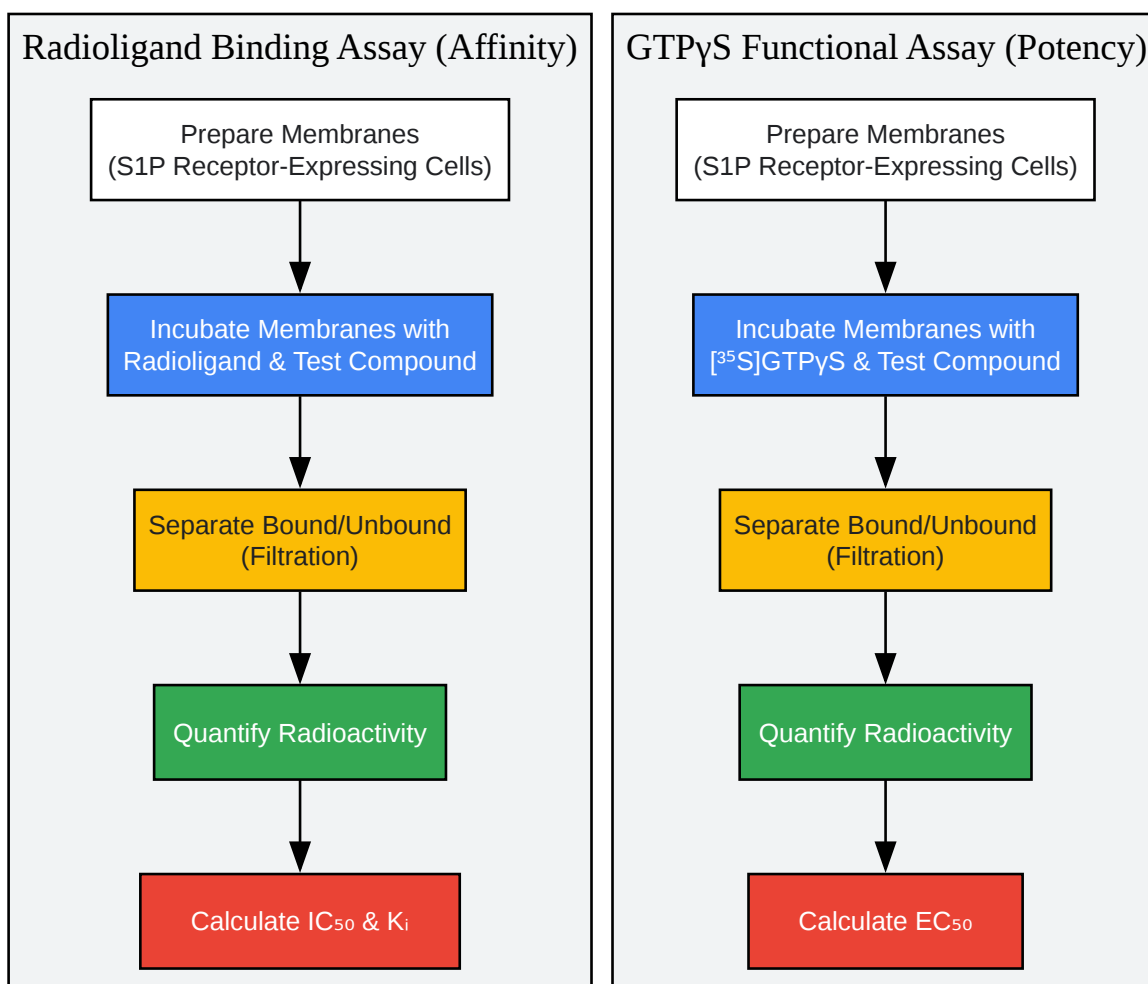 Radioligand Binding Assay (Affinity)
Prepare Membranes
(S1P Receptor-Expressing Cells)
Incubate Membranes with
Radioligand & Test Compound
Separate Bound/Unbound
(Filtration)
Quantify Radioactivity
Calculate IC₅₀ & Kᵢ
GTPγS Functional Assay (Potency)
Prepare Membranes
(S1P Receptor-Expressing Cells)
Incubate Membranes with
[³⁵S]GTPγS & Test Compound
Separate Bound/Unbound
(Filtration)
Quantify Radioactivity
Calculate EC₅₀